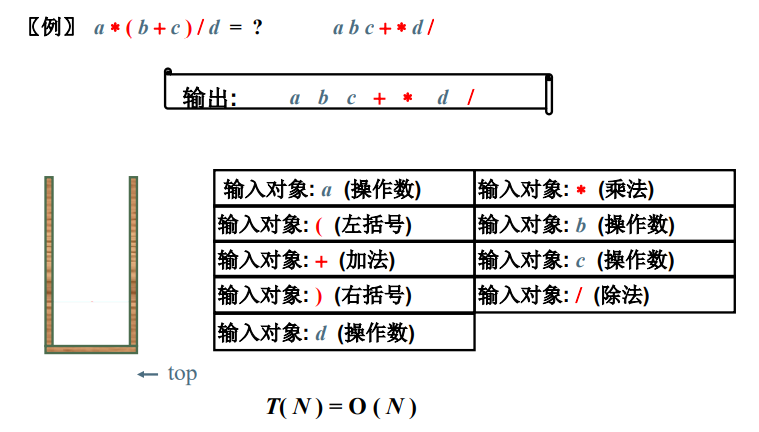 〖例〗 a * ( b + c ) / d = ? a b c + * d /
输出: a b c + * d /
输入对象: a (操作数) 输入对象: * (乘法)
输入对象: ( (左括号) 输入对象: b (操作数)
输入对象: + (加法) 输入对象: c (操作数)
输入对象: ) (右括号) 输入对象: / (除法)
输入对象: d (操作数)
← top
T( N ) = O ( N )